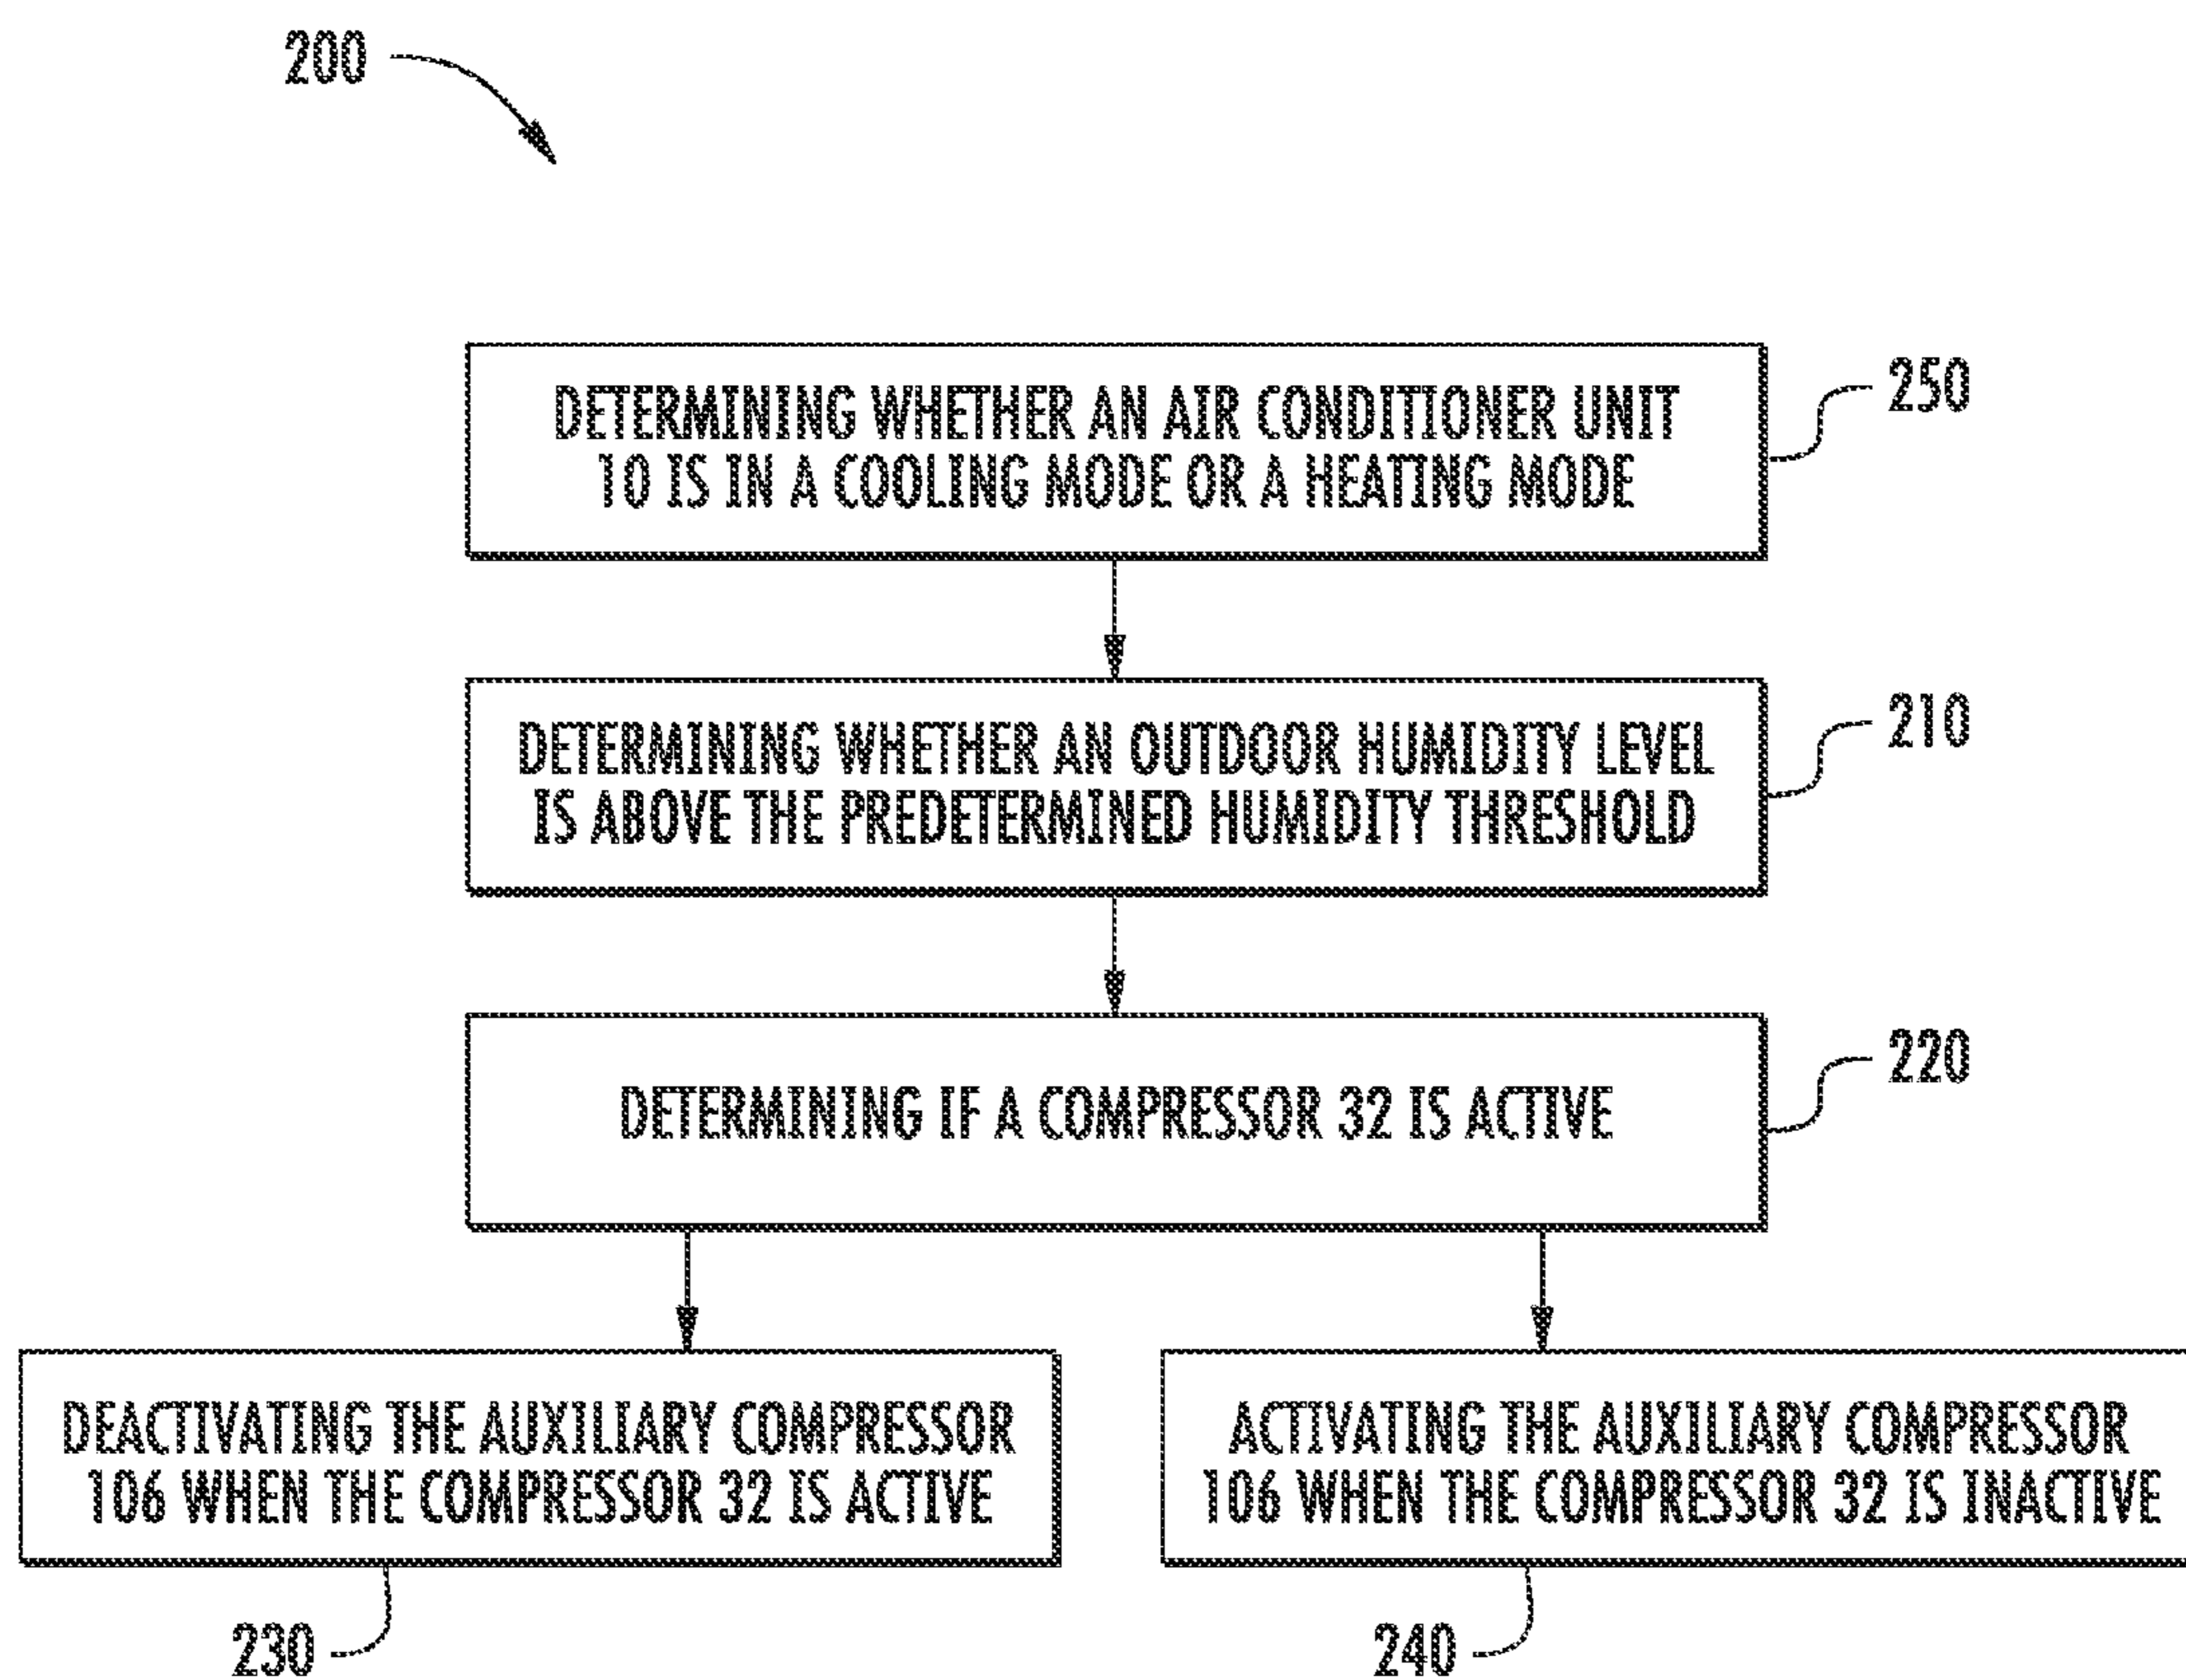 200
DETERMINING WHETHER AN AIR CONDITIONER UNIT
10 IS IN A COOLING MODE OR A HEATING MODE
250
DETERMINING WHETHER AN OUTDOOR HUMIDITY LEVEL
IS ABOVE THE PREDETERMINED HUMIDITY THRESHOLD
210
DETERMINING IF A COMPRESSOR 32 IS ACTIVE
220
DEACTIVATING THE AUXILIARY COMPRESSOR
106 WHEN THE COMPRESSOR 32 IS ACTIVE
230
ACTIVATING THE AUXILIARY COMPRESSOR
106 WHEN THE COMPRESSOR 32 IS INACTIVE
240